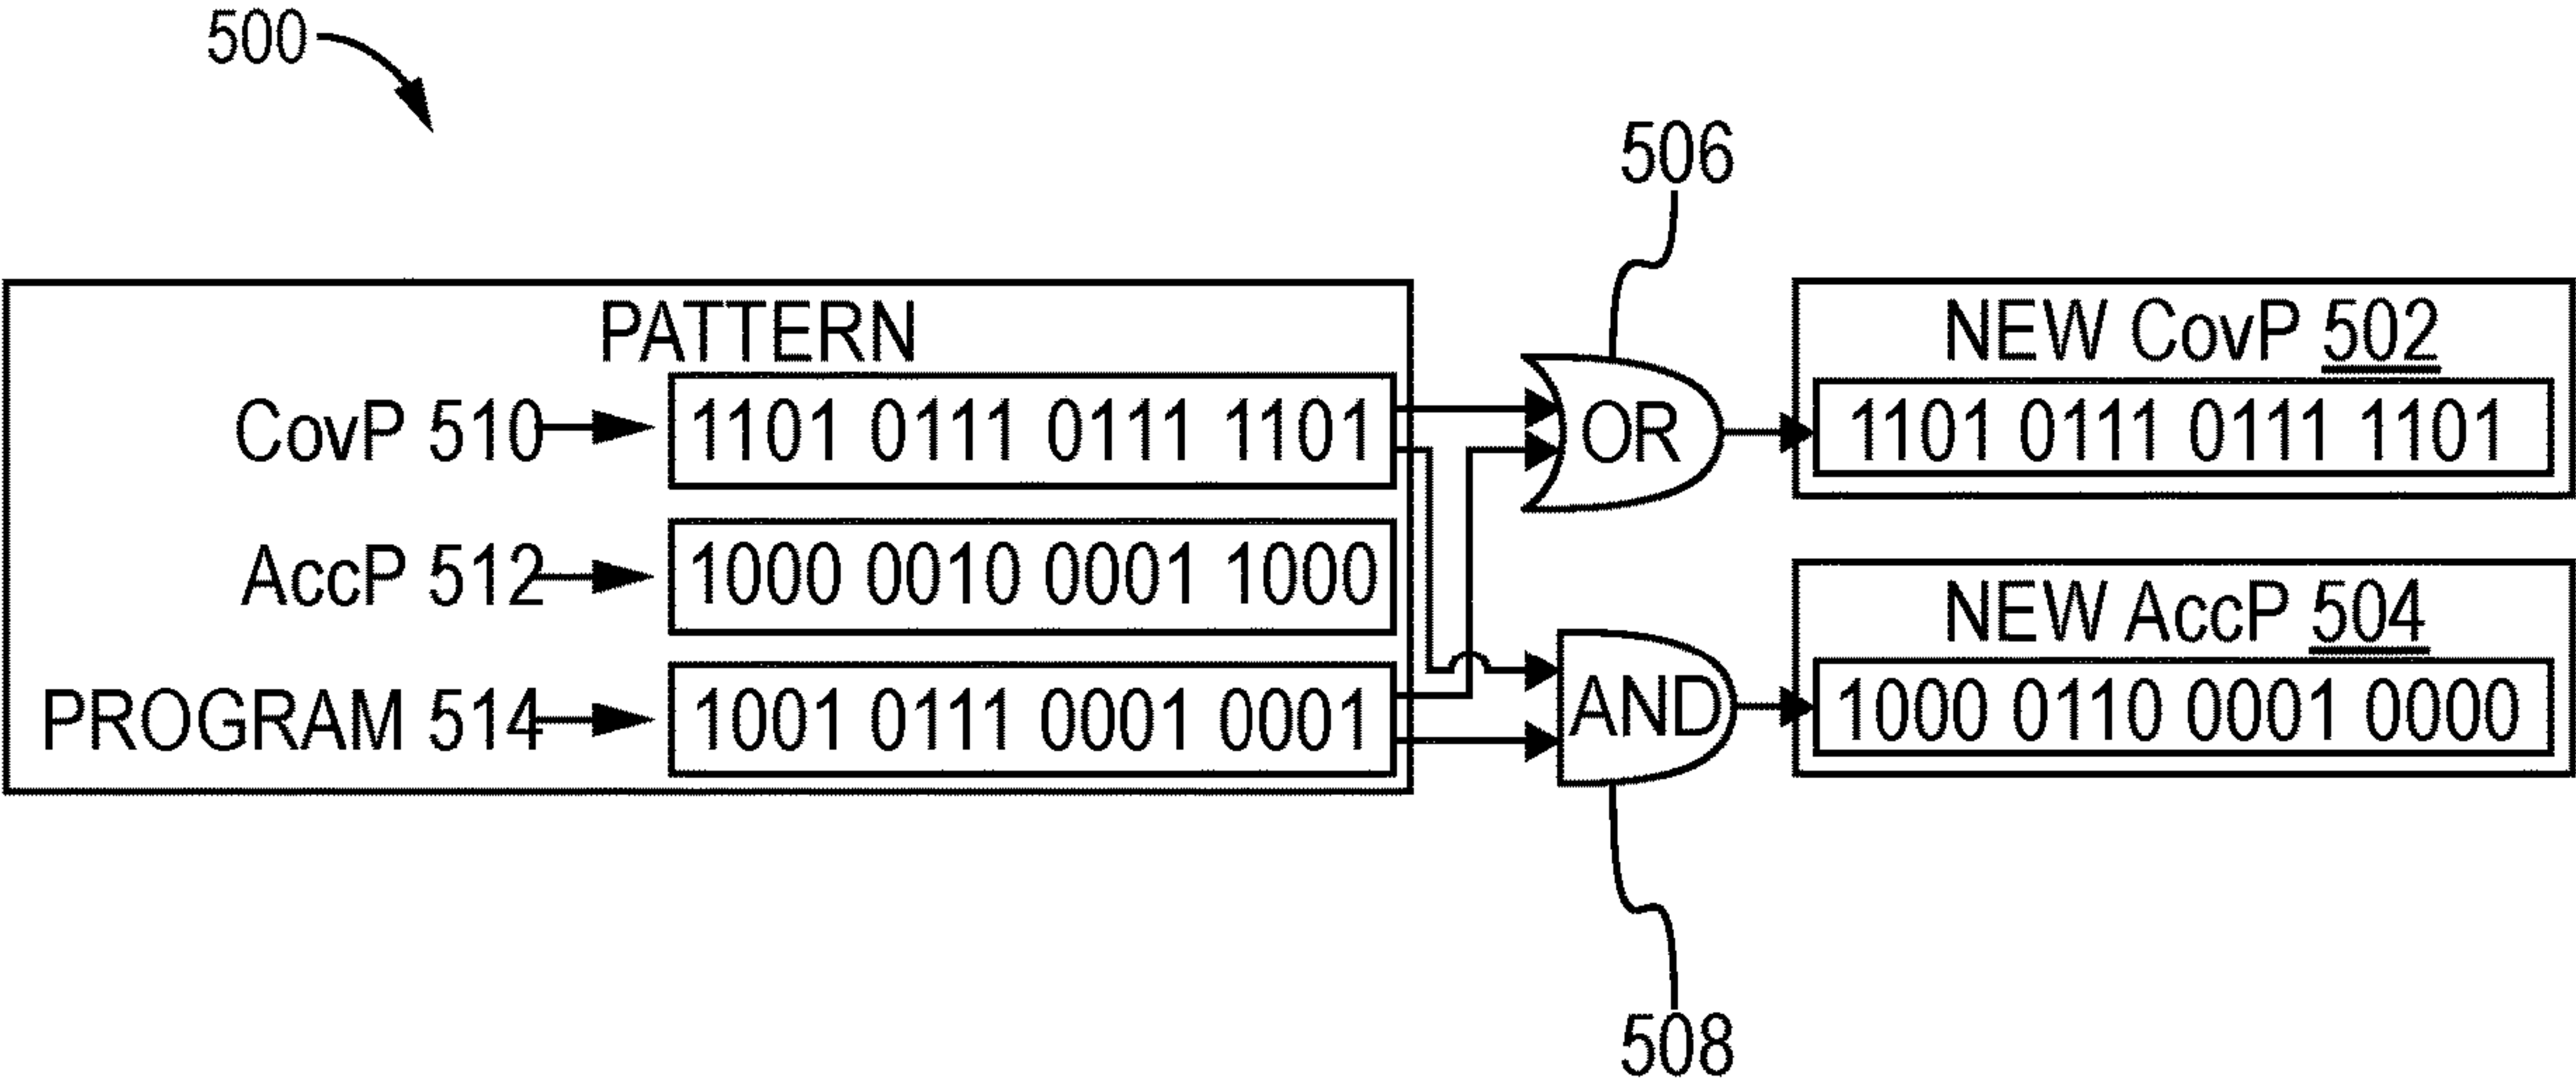 500
506
PATTERN
NEW CovP 502
CovP 510
1101 0111 0111 1101
OR
1101 0111 0111 1101
AccP 512
1000 0010 0001 1000
NEW AccP 504
PROGRAM 514
1001 0111 0001 0001
AND
1000 0110 0001 0000
508